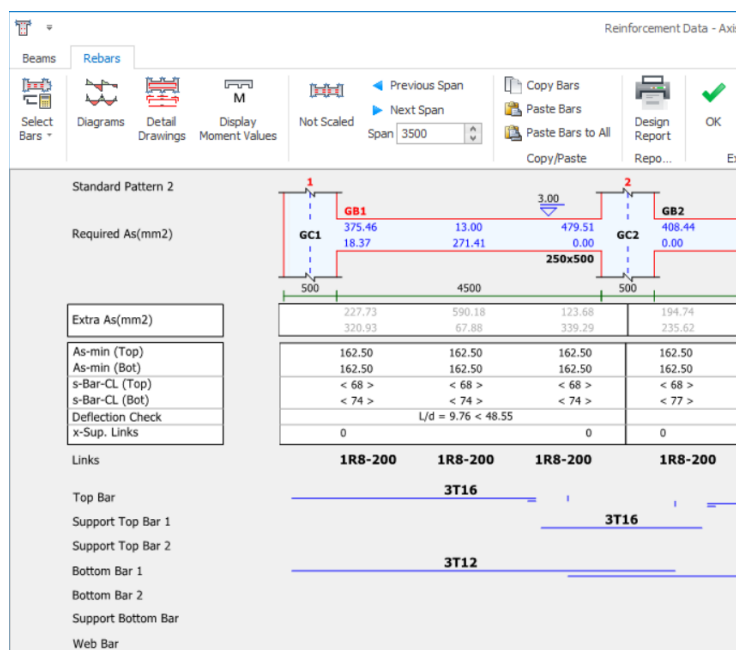 Reinforcement Data - Axis
Beams Rebars
Select Bars
Diagrams
Detail Drawings
Display Moment Values
M
Not Scaled
Previous Span
Next Span
Span 3500
Copy Bars
Paste Bars
Paste Bars to All
Copy/Paste
Design Report
Repo...
OK
Standard Pattern 2
1 2
GB1 3.00 GB2
Required As(mm2) GC1 375.46 13.00 479.51 GC2 408.44
18.37 271.41 0.00 0.00
250x500
500 4500 500
Extra As(mm2) 227.73 590.18 123.68 194.74
320.93 67.88 339.29 235.62
As-min (Top) 162.50 162.50 162.50 162.50
As-min (Bot) 162.50 162.50 162.50 162.50
s-Bar-CL (Top) < 68 > < 68 > < 68 > < 68 >
s-Bar-CL (Bot) < 74 > < 74 > < 74 > < 77 >
Deflection Check L/d = 9.76 < 48.55
x-Sup. Links 0 0 0
Links 1R8-200 1R8-200 1R8-200 1R8-200
Top Bar 3T16
Support Top Bar 1 3T16
Support Top Bar 2
Bottom Bar 1 3T12
Bottom Bar 2
Support Bottom Bar
Web Bar